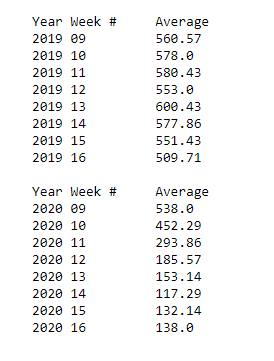 Year Week # Average
2019 09 560.57
2019 10 578.0
2019 11 580.43
2019 12 553.0
2019 13 600.43
2019 14 577.86
2019 15 551.43
2019 16 509.71
Year Week # Average
2020 09 538.0
2020 10 452.29
2020 11 293.86
2020 12 185.57
2020 13 153.14
2020 14 117.29
2020 15 132.14
2020 16 138.0